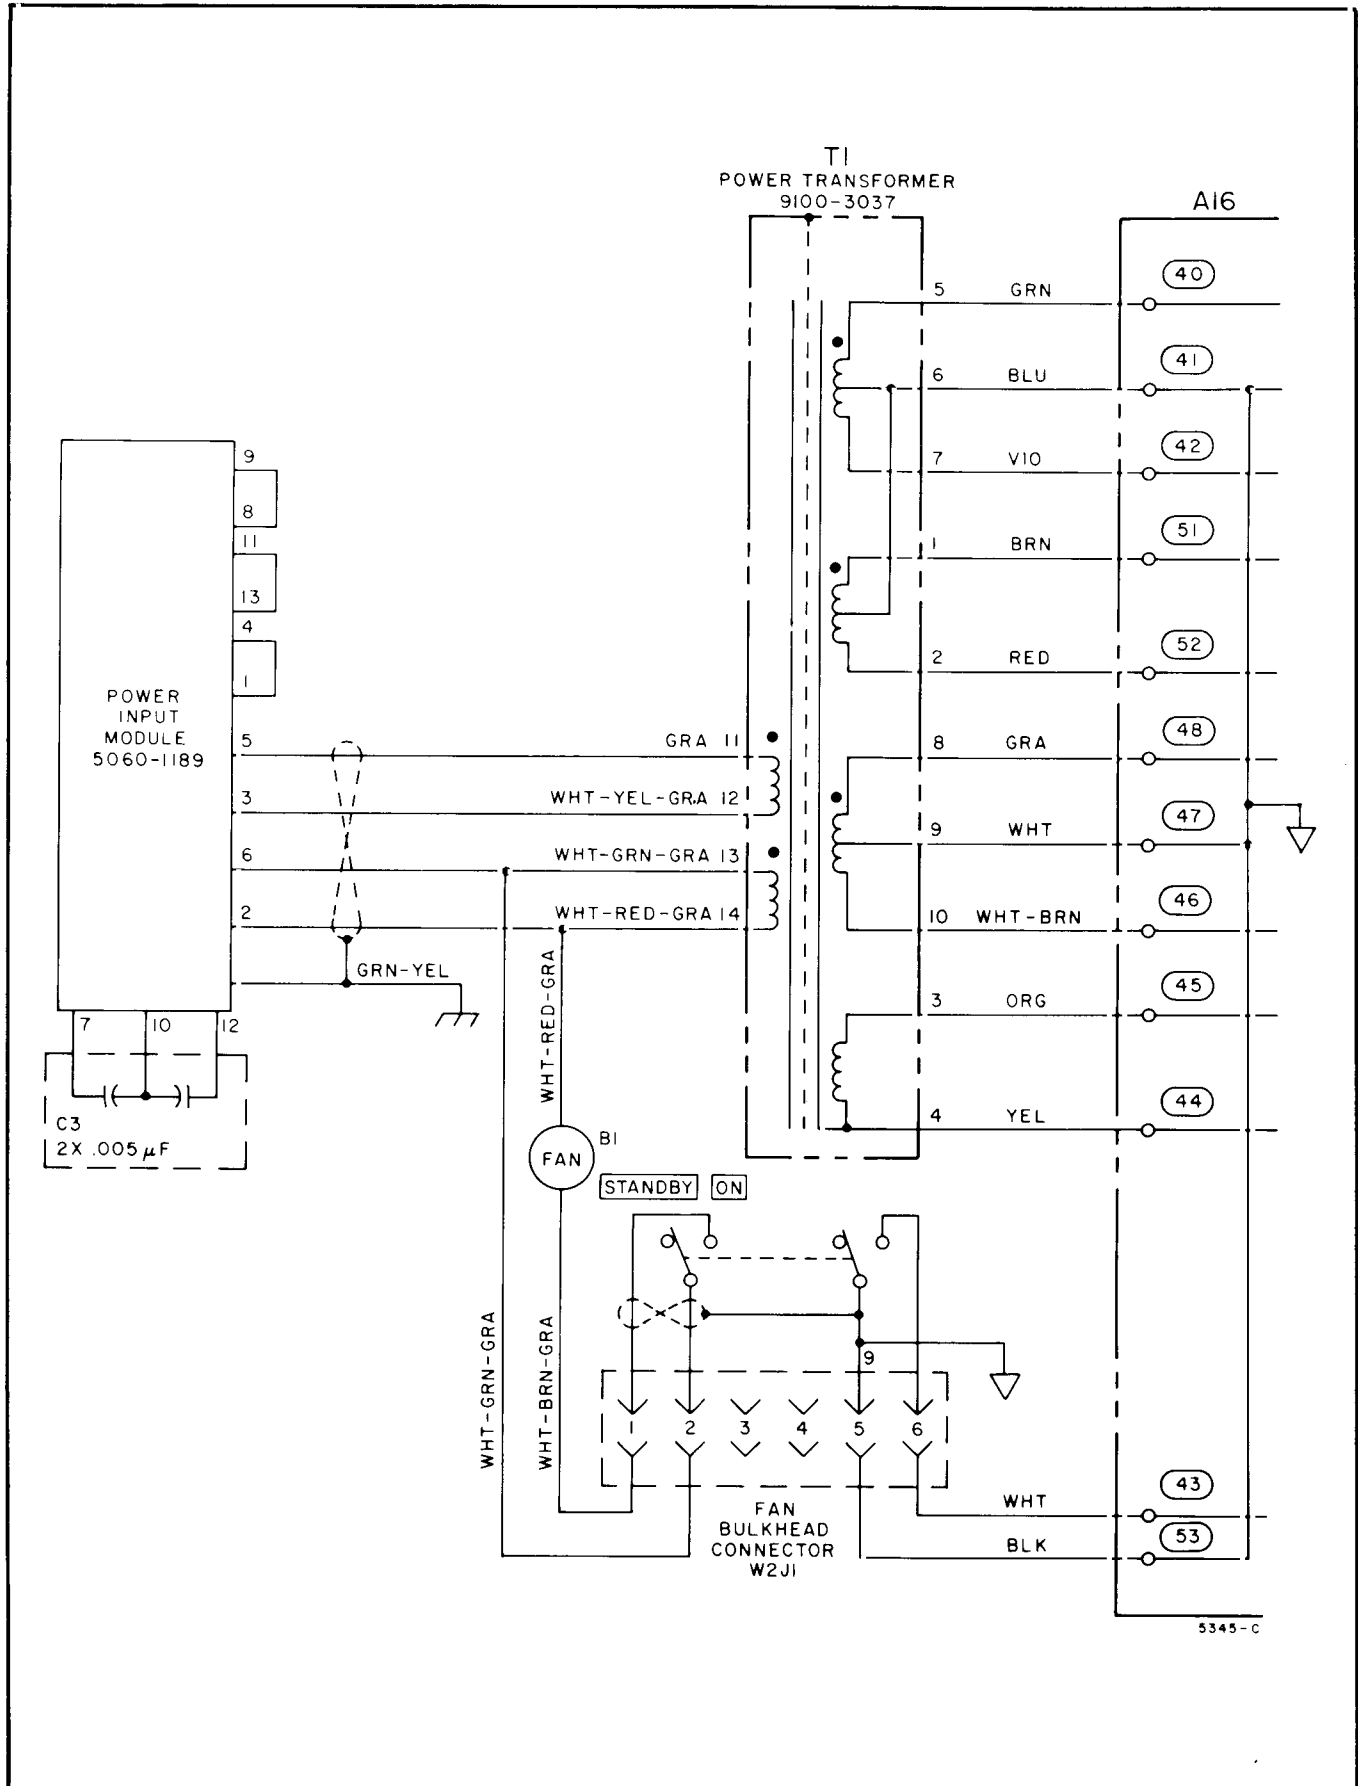 T1
POWER TRANSFORMER
9100-3037
A16
5 GRN 40
6 BLU 41
7 VIO 42
1 BRN 51
2 RED 52
8 GRA 48
9 WHT 47
10 WHT-BRN 46
3 ORG 45
4 YEL 44
9
8
11
13
4
1
POWER
INPUT
MODULE
5060-1189
5
3
6
2
GRA 11
WHT-YEL-GRA 12
WHT-GRN-GRA 13
WHT-RED-GRA 14
GRN-YEL
7 10 12
C3
2X .005 µF
WHT-RED-GRA
FAN
B1
STANDBY ON
WHT-GRN-GRA
WHT-BRN-GRA
9
1 2 3 4 5 6
FAN
BULKHEAD
CONNECTOR
W2J1
WHT 43
BLK 53
5345-C